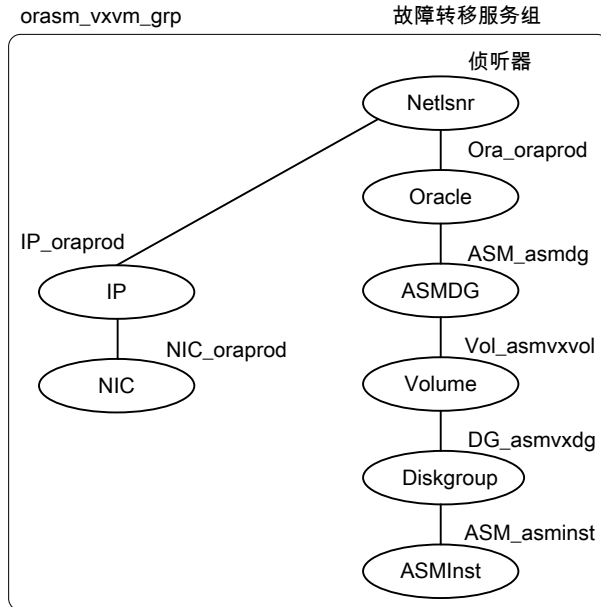 orasm_vxvm_grp
故障转移服务组
侦听器
Netlsnr
Ora_oraprod
Oracle
IP_oraprod
ASM_asmdg
IP
ASMDG
NIC_oraprod
Vol_asmvxvol
NIC
Volume
DG_asmvxdg
Diskgroup
ASM_asminst
ASMInst